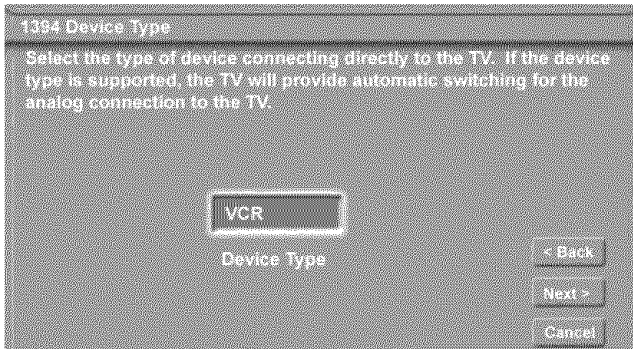 1394 Device Type
Select the type of device connecting directly to the TV. If the device
type is supported, the TV will provide automatic switching for the
analog connection to the TV.
VCR
Device Type
< Back
Next >
Cancel